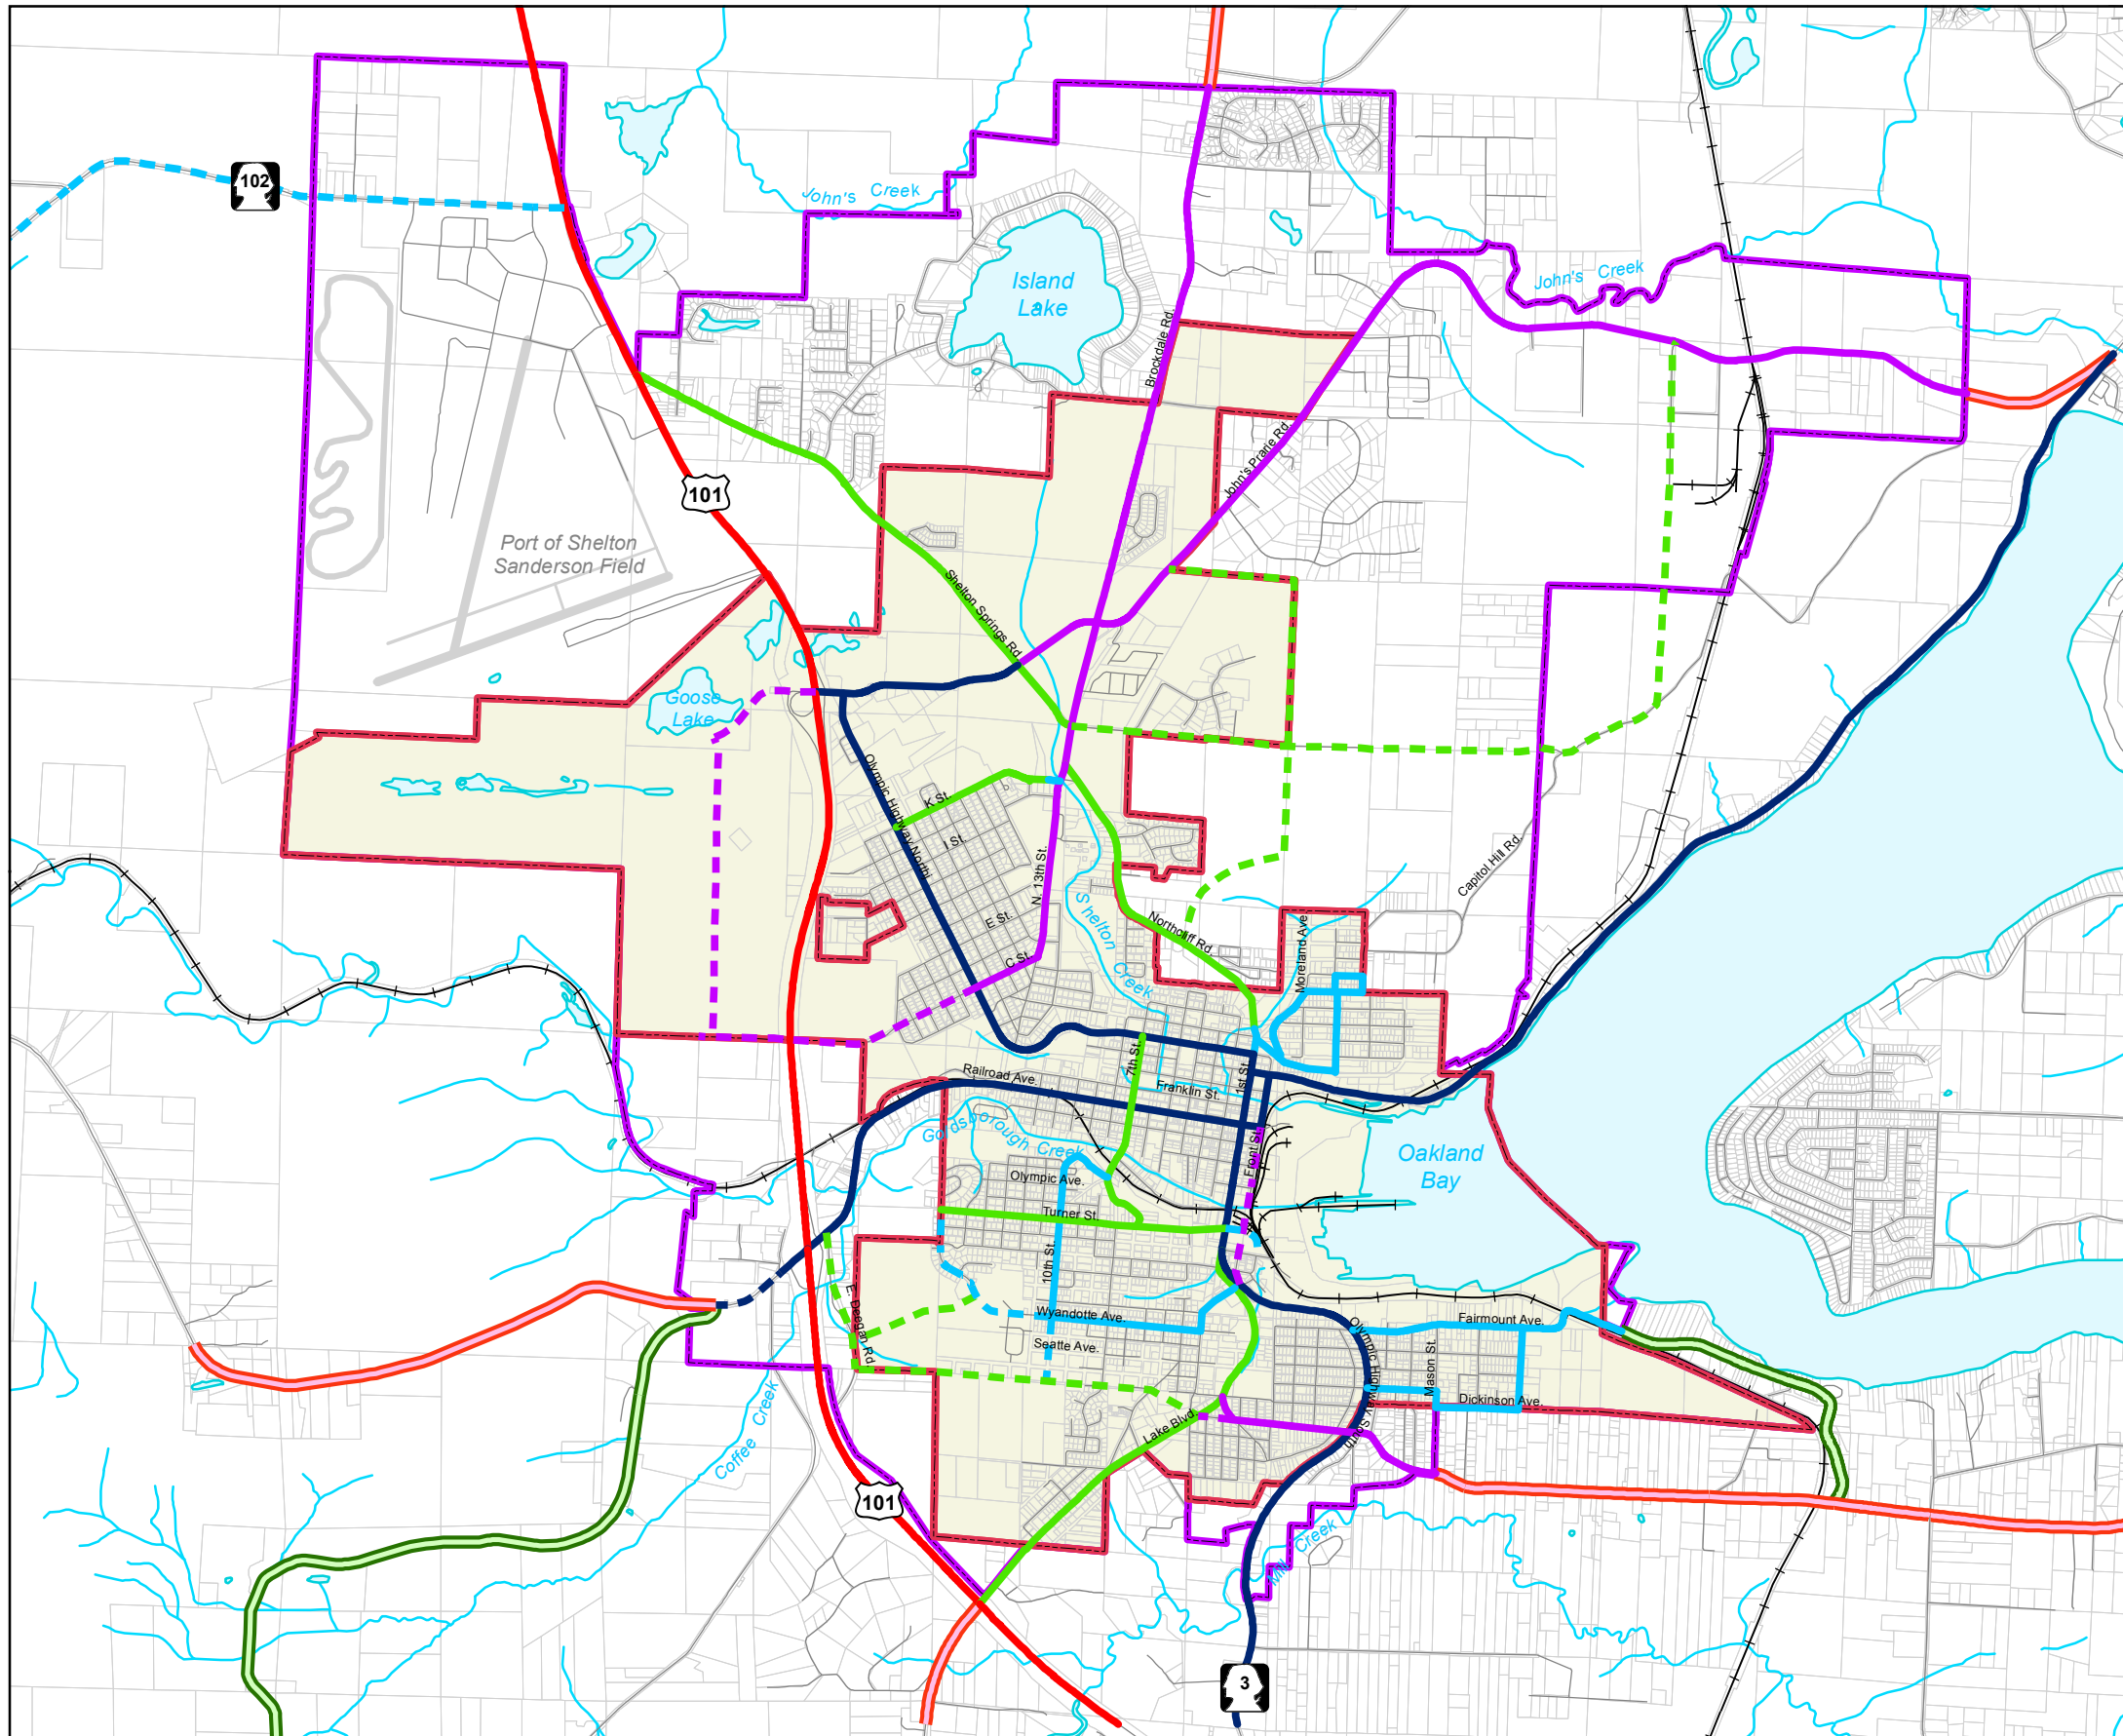 102
John's Creek
Island
Lake
John's Creek
Brockdale Rd.
John's Prarie Rd.
101
Port of Shelton
Sanderson Field
Shelton Springs Rd.
Goose
Lake
Olympic Highway North
K St.
I St.
N. 13th St.
E St.
C St.
Shelton Creek
Northcliff Rd.
Moreland Ave.
Capitol Hill Rd.
Railroad Ave.
7th St.
Franklin St.
1st St.
Goldsborough Creek
Front St.
Oakland
Bay
Olympic Ave.
Turner St.
10th St.
E. Deegan Rd.
Wyandotte Ave.
Seatte Ave.
Olympic Highway South
Fairmount Ave.
Mason St.
Dickinson Ave.
Lake Blvd.
Coffee Creek
101
Mill Creek
3